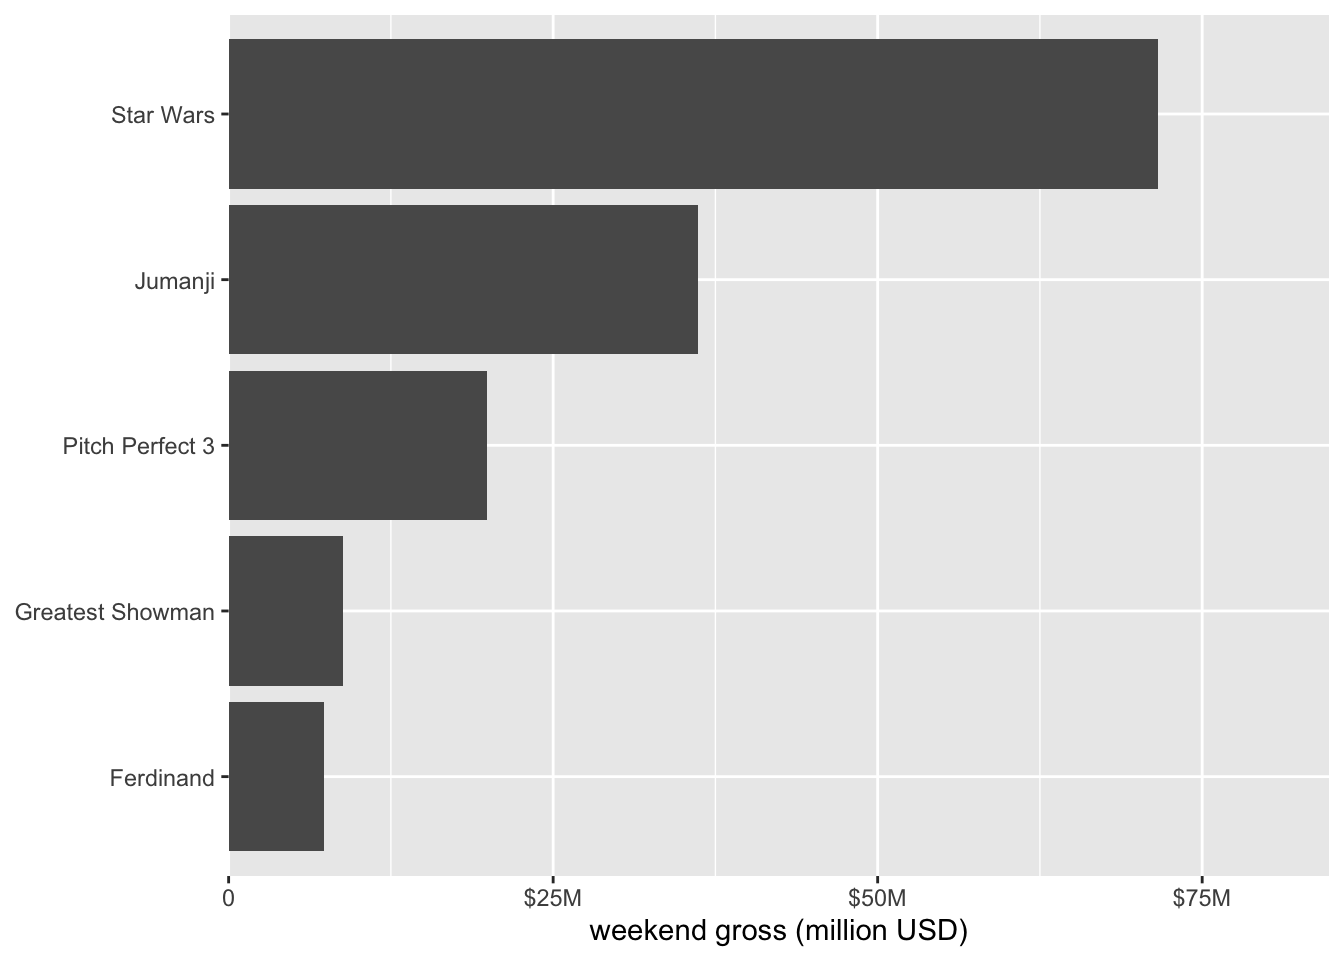 Star Wars
Jumanji
Pitch Perfect 3
Greatest Showman
Ferdinand
0 $25M $50M $75M
weekend gross (million USD)